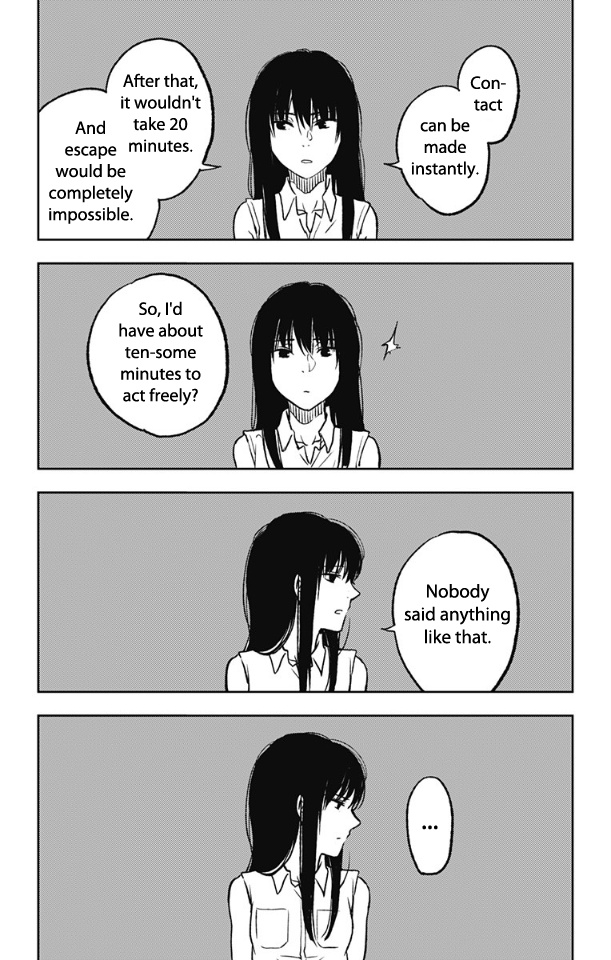 Con-
tact
can be
made
instantly.
After that,
it wouldn't
take 20
minutes.
And
escape
would be
completely
impossible.
So, I'd
have about
ten-some
minutes to
act freely?
Nobody
said anything
like that.
...